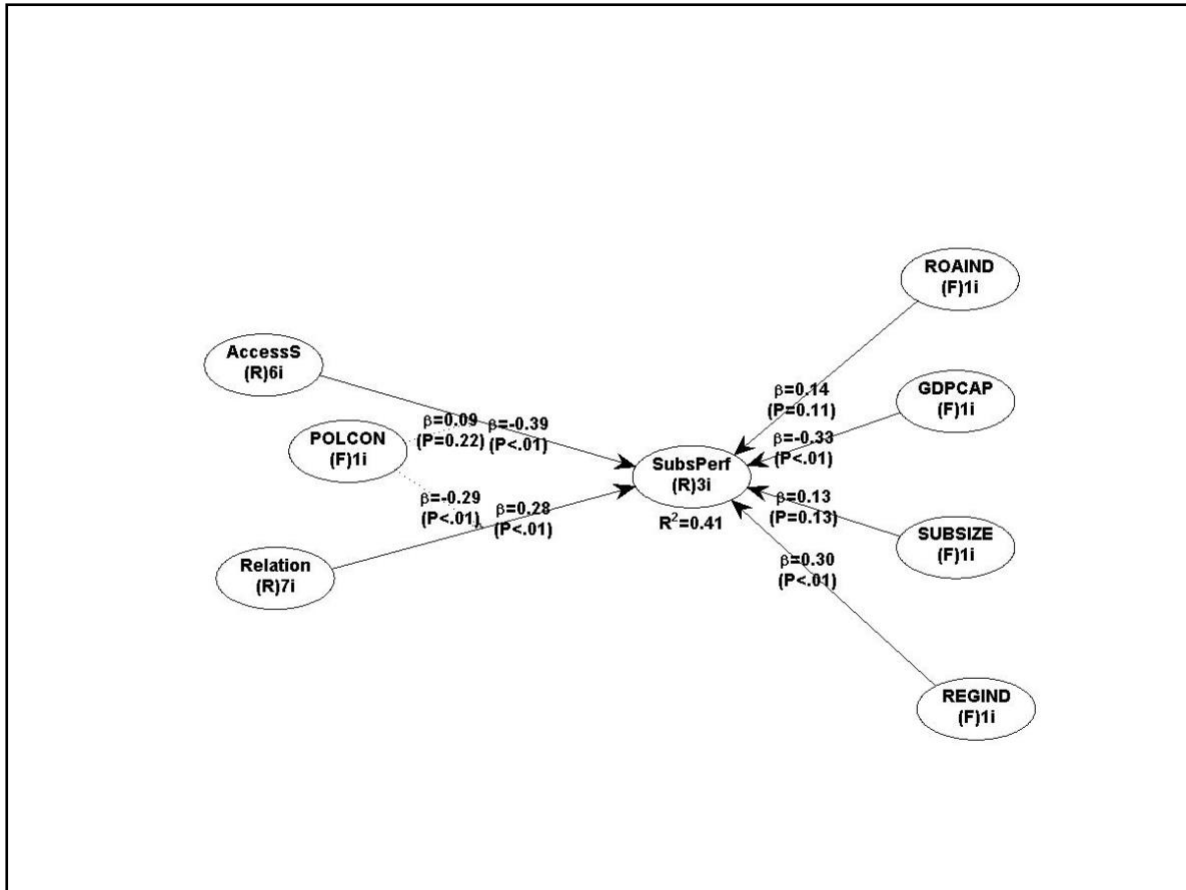 ROAIND
(F)1i
AccessS
(R)6i
GDPCAP
(F)1i
β=0.14
(P=0.11)
β=0.09
(P=0.22)
β=-0.39
(P<.01)
POLCON
(F)1i
β=-0.33
(P<.01)
SubsPerf
(R)3i
R²=0.41
β=-0.29
(P<.01)
β=0.28
(P<.01)
β=0.13
(P=0.13)
SUBSIZE
(F)1i
Relation
(R)7i
β=0.30
(P<.01)
REGIND
(F)1i